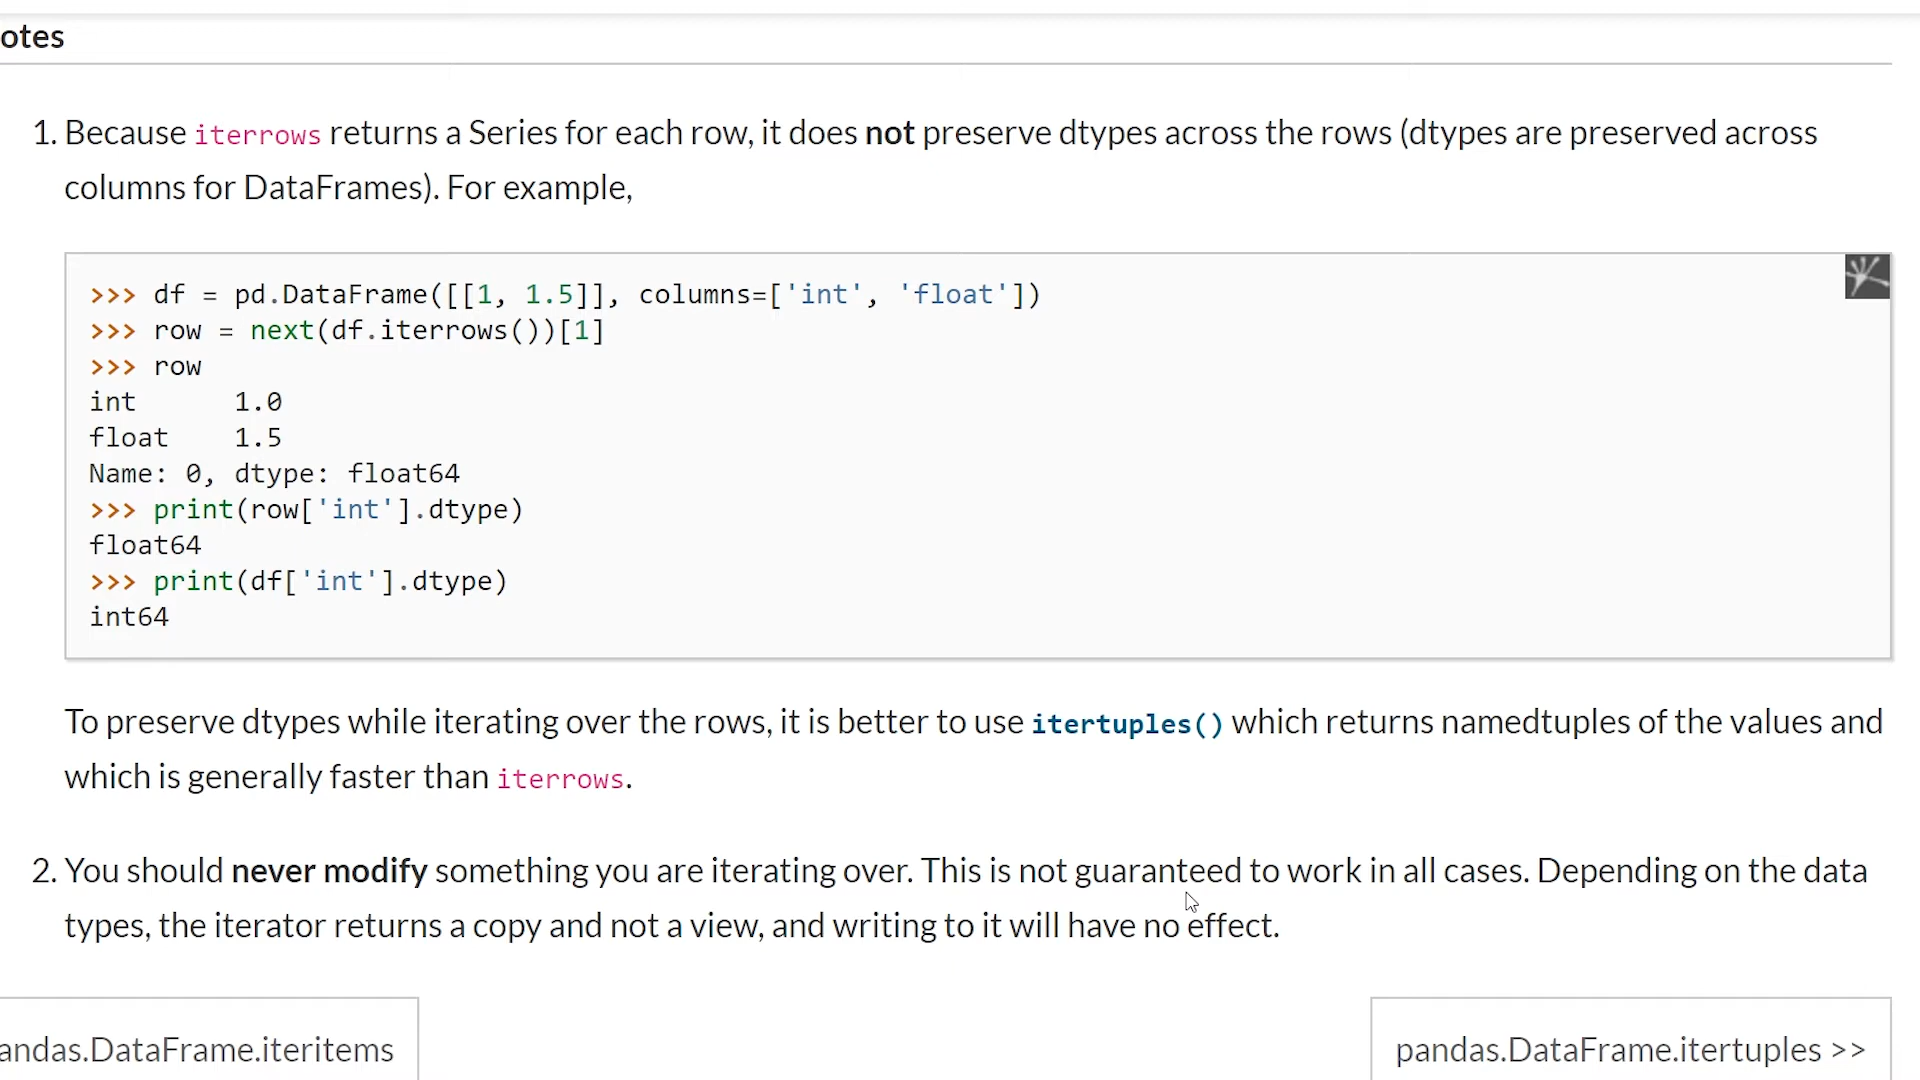 otes
1. Because iterrows returns a Series for each row, it does not preserve dtypes across the rows (dtypes are preserved across
columns for DataFrames). For example,
>>> df = pd.DataFrame([[1, 1.5]], columns=['int', 'float'])
>>> row = next(df.iterrows())[1]
>>> row
int      1.0
float    1.5
Name: 0, dtype: float64
>>> print(row['int'].dtype)
float64
>>> print(df['int'].dtype)
int64
To preserve dtypes while iterating over the rows, it is better to use itertuples() which returns namedtuples of the values and
which is generally faster than iterrows.
2. You should never modify something you are iterating over. This is not guaranteed to work in all cases. Depending on the data
types, the iterator returns a copy and not a view, and writing to it will have no effect.
andas.DataFrame.iteritems
pandas.DataFrame.itertuples >>